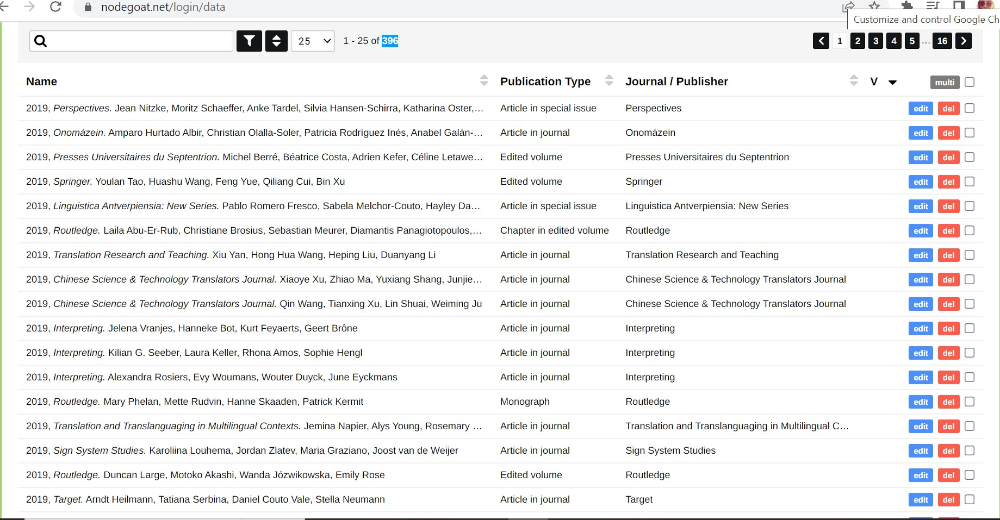 nodegoat.net/login/data
Customize and control Google Ch
25 1 - 25 of 396 1 2 3 4 5 ... 16
Name Publication Type Journal / Publisher V multi
2019, Perspectives. Jean Nitzke, Moritz Schaeffer, Anke Tardel, Silvia Hansen-Schirra, Katharina Oster,... Article in special issue Perspectives edit del
2019, Onomázein. Amparo Hurtado Albir, Christian Olalla-Soler, Patricia Rodríguez Inés, Anabel Galán-... Article in journal Onomázein edit del
2019, Presses Universitaires du Septentrion. Michel Berré, Béatrice Costa, Adrien Kefer, Céline Letawe... Edited volume Presses Universitaires du Septentrion edit del
2019, Springer. Youlan Tao, Huashu Wang, Feng Yue, Qiliang Cui, Bin Xu Edited volume Springer edit del
2019, Linguistica Antverpiensia: New Series. Pablo Romero Fresco, Sabela Melchor-Couto, Hayley Da... Article in special issue Linguistica Antverpiensia: New Series edit del
2019, Routledge. Laila Abu-Er-Rub, Christiane Brosius, Sebastian Meurer, Diamantis Panagiotopoulos,... Chapter in edited volume Routledge edit del
2019, Translation Research and Teaching. Xiu Yan, Hong Hua Wang, Heping Liu, Duanyang Li Article in journal Translation Research and Teaching edit del
2019, Chinese Science & Technology Translators Journal. Xiaoye Xu, Zhiao Ma, Yuxiang Shang, Junjie... Article in journal Chinese Science & Technology Translators Journal edit del
2019, Chinese Science & Technology Translators Journal. Qin Wang, Tianxing Xu, Lin Shuai, Weiming Ju Article in journal Chinese Science & Technology Translators Journal edit del
2019, Interpreting. Jelena Vranjes, Hanneke Bot, Kurt Feyaerts, Geert Brône Article in journal Interpreting edit del
2019, Interpreting. Kilian G. Seeber, Laura Keller, Rhona Amos, Sophie Hengl Article in journal Interpreting edit del
2019, Interpreting. Alexandra Rosiers, Evy Woumans, Wouter Duyck, June Eyckmans Article in journal Interpreting edit del
2019, Routledge. Mary Phelan, Mette Rudvin, Hanne Skaaden, Patrick Kermit Monograph Routledge edit del
2019, Translation and Translanguaging in Multilingual Contexts. Jemina Napier, Alys Young, Rosemary ... Article in journal Translation and Translanguaging in Multilingual C... edit del
2019, Sign System Studies. Karoliina Louhema, Jordan Zlatev, Maria Graziano, Joost van de Weijer Article in journal Sign System Studies edit del
2019, Routledge. Duncan Large, Motoko Akashi, Wanda Józwikowska, Emily Rose Edited volume Routledge edit del
2019, Target. Arndt Heilmann, Tatiana Serbina, Daniel Couto Vale, Stella Neumann Article in journal Target edit del